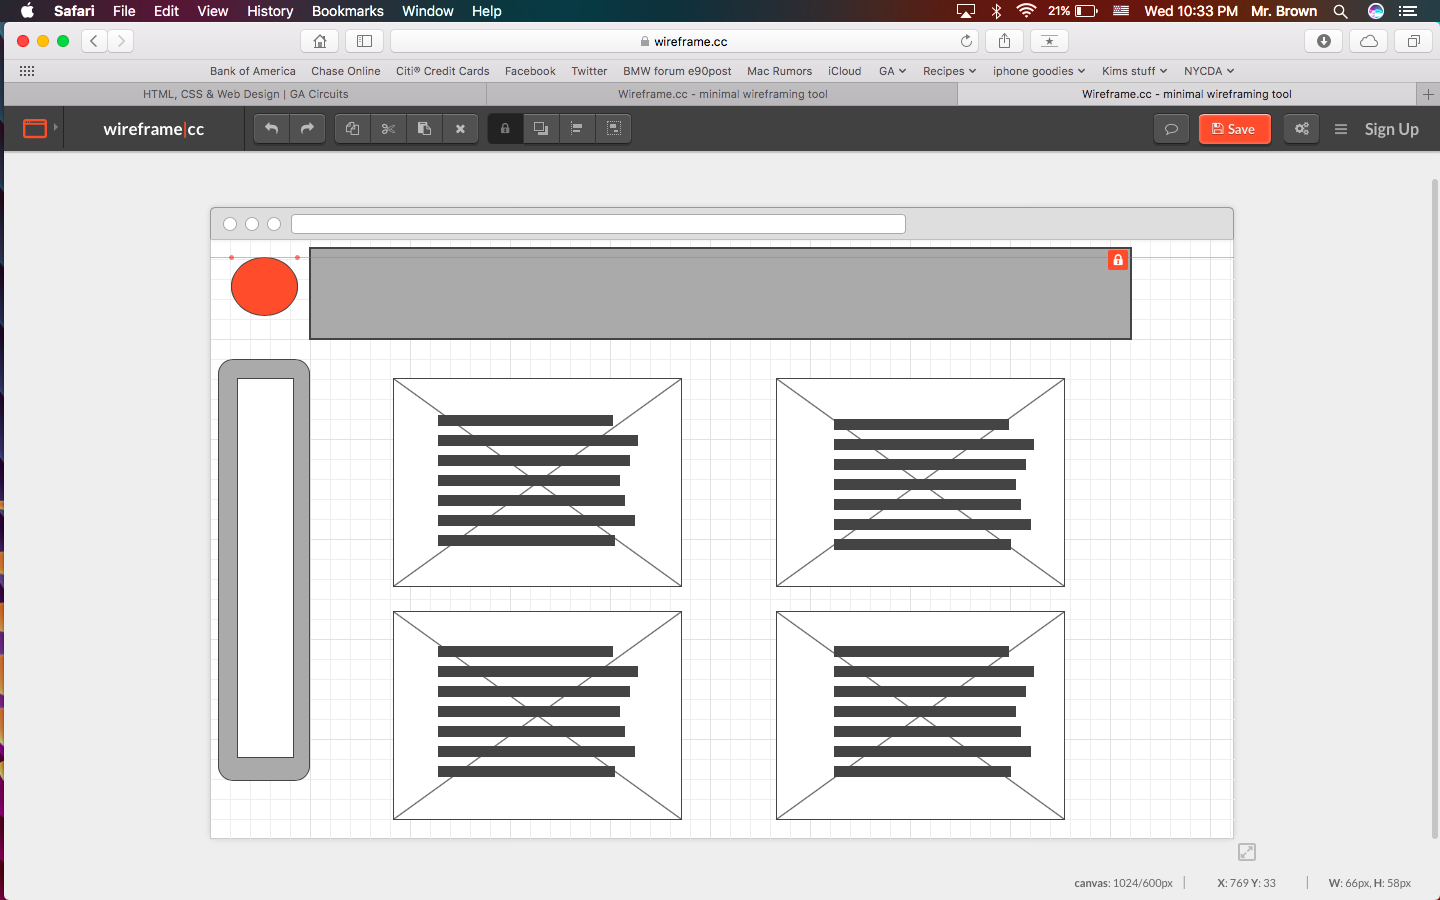 Safari File Edit View History Bookmarks Window Help 21% Wed 10:33 PM Mr. Brown
wireframe.cc
Bank of America Chase Online Citi® Credit Cards Facebook Twitter BMW forum e90post Mac Rumors iCloud GA Recipes iphone goodies Kims stuff NYCDA
HTML, CSS & Web Design | GA Circuits Wireframe.cc - minimal wireframing tool Wireframe.cc - minimal wireframing tool
wireframe|cc Save Sign Up
canvas: 1024/600px X: 769 Y: 33 W: 66px, H: 58px